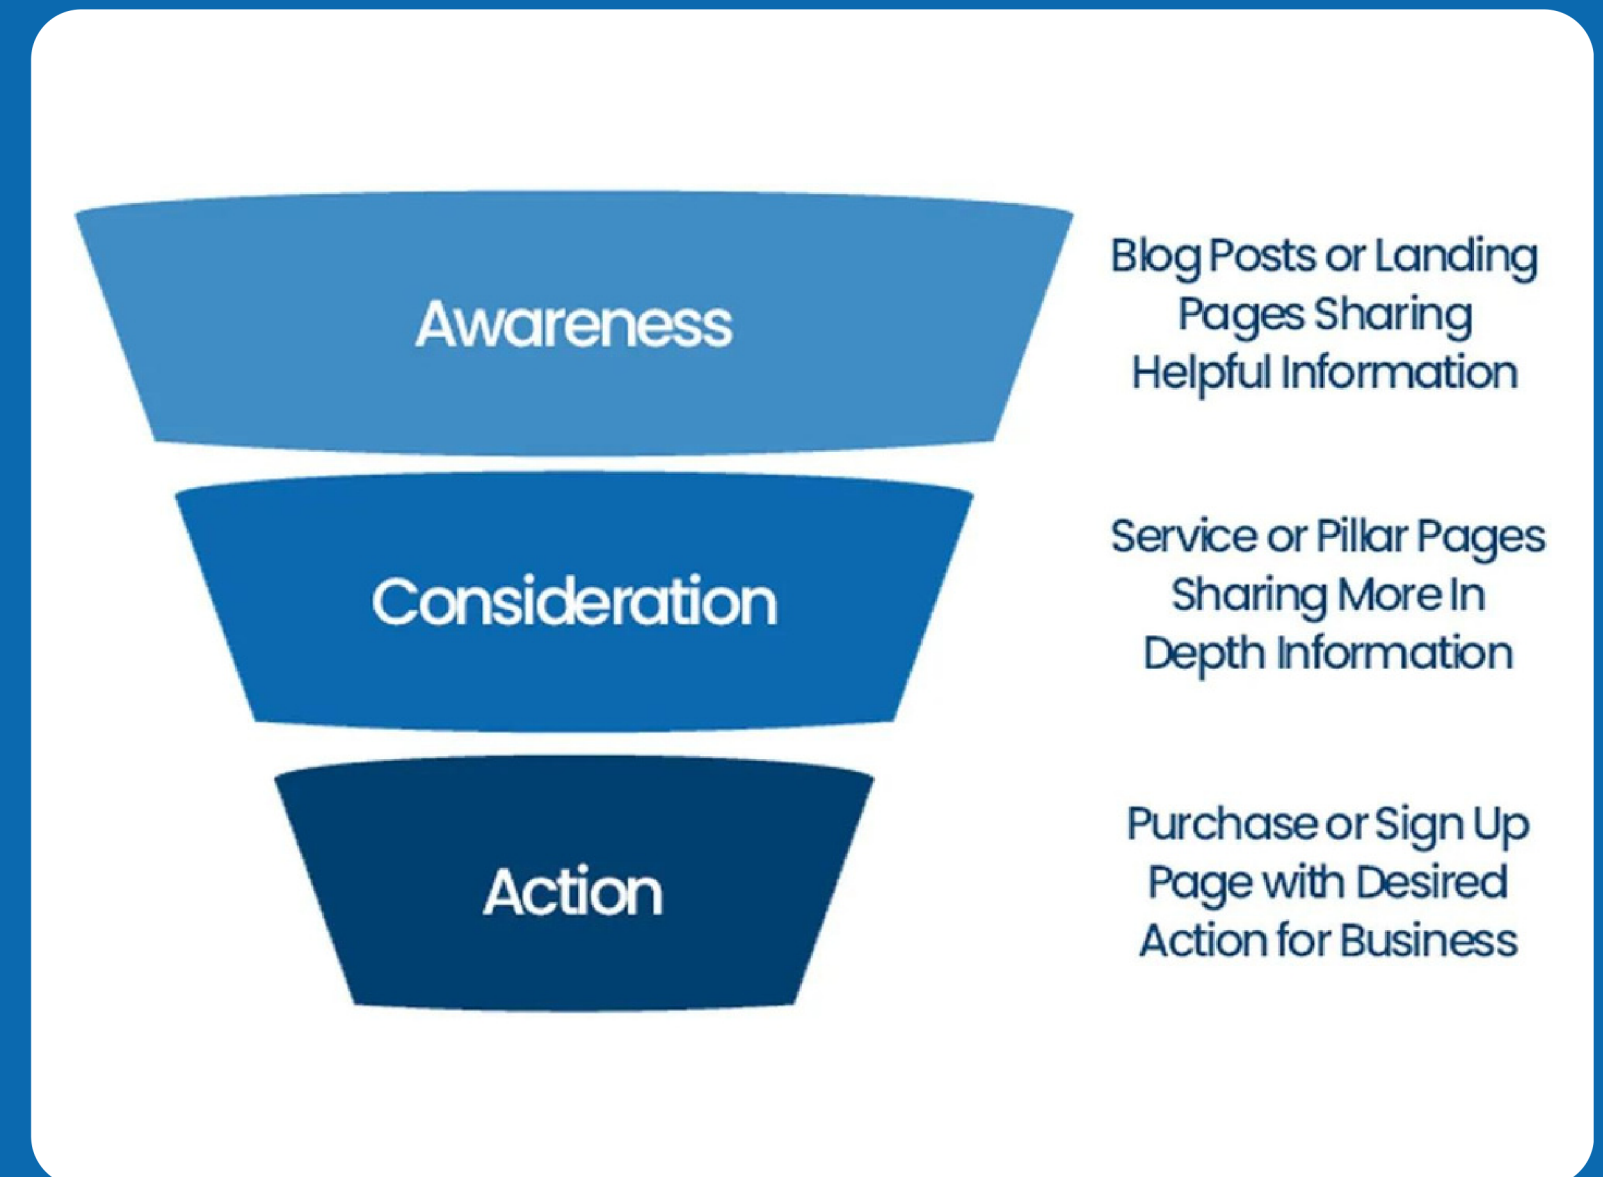 Awareness
Blog Posts or Landing
Pages Sharing
Helpful Information
Consideration
Service or Pillar Pages
Sharing More In
Depth Information
Action
Purchase or Sign Up
Page with Desired
Action for Business